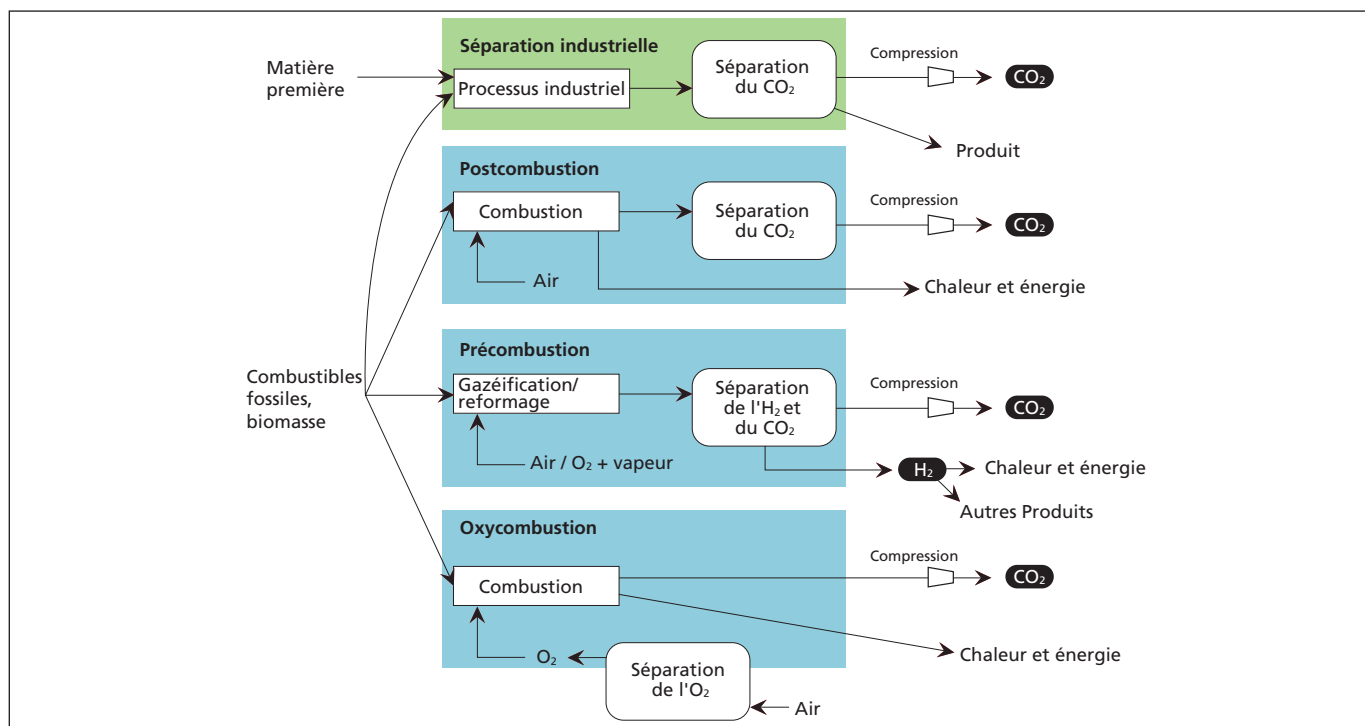 Séparation industrielle
Matière
première
Processus industriel
Séparation
du CO₂
Compression
CO₂
Produit
Postcombustion
Combustion
Séparation
du CO₂
Compression
CO₂
Air
Chaleur et énergie
Combustibles
fossiles,
biomasse
Précombustion
Gazéification/
reformage
Séparation
de l'H₂ et
du CO₂
Compression
CO₂
Air / O₂ + vapeur
H₂
Chaleur et énergie
Autres Produits
Oxycombustion
Combustion
Compression
CO₂
O₂
Séparation
de l'O₂
Air
Chaleur et énergie